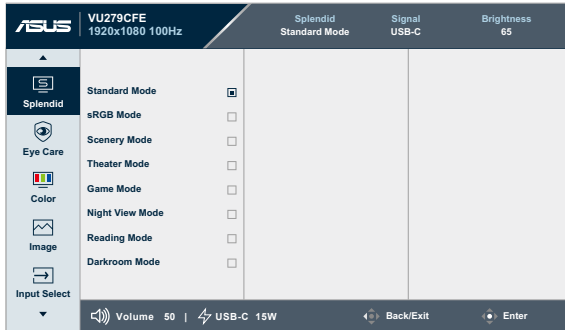 ASUS
VU279CFE
1920x1080 100Hz
Splendid
Standard Mode
Signal
USB-C
Brightness
65
Splendid
Eye Care
Color
Image
Input Select
Standard Mode
sRGB Mode
Scenery Mode
Theater Mode
Game Mode
Night View Mode
Reading Mode
Darkroom Mode
Volume 50 | USB-C 15W
Back/Exit
Enter